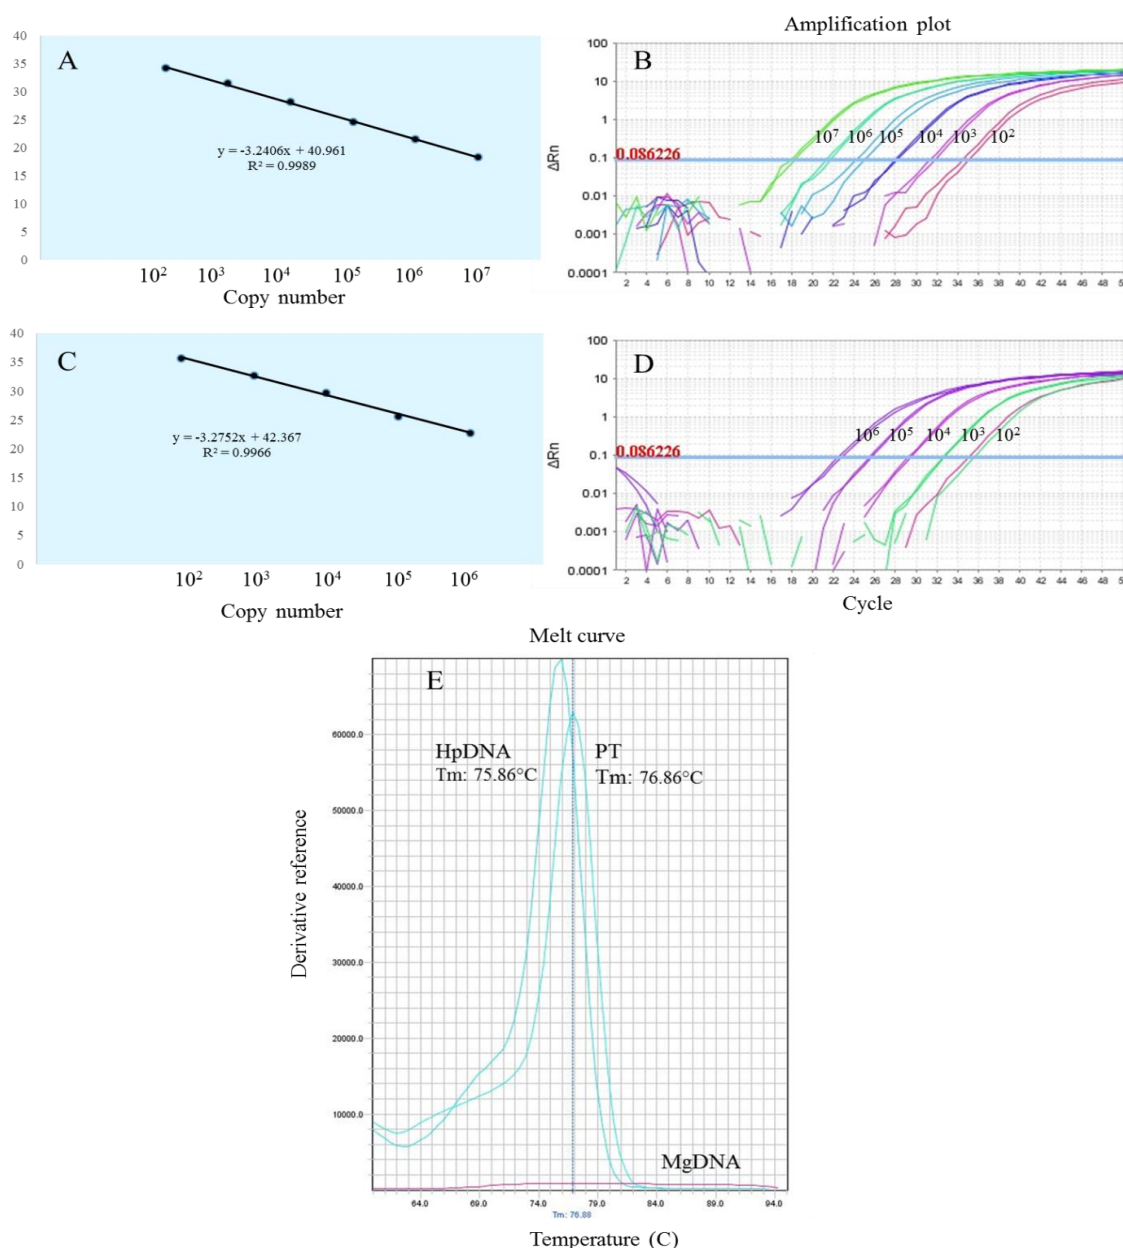 Amplification plot
A
40
35
30
25
20
15
10
5
0
y = -3.2406x + 40.961
R² = 0.9989
10² 10³ 10⁴ 10⁵ 10⁶ 10⁷
Copy number
B
100
10
1
0.1
0.01
0.001
0.0001
ΔRn
0.086226
10⁷ 10⁶ 10⁵ 10⁴ 10³ 10²
2 4 6 8 10 12 14 16 18 20 22 24 26 28 30 32 34 36 38 40 42 44 46 48
C
40
35
30
25
20
15
10
5
0
y = -3.2752x + 42.367
R² = 0.9966
10² 10³ 10⁴ 10⁵ 10⁶
Copy number
D
100
10
1
0.1
0.01
0.001
0.0001
ΔRn
0.086226
10⁶ 10⁵ 10⁴ 10³ 10²
2 4 6 8 10 12 14 16 18 20 22 24 26 28 30 32 34 36 38 40 42 44 46 48
Cycle
Melt curve
E
60000.0
50000.0
40000.0
30000.0
20000.0
10000.0
Derivative reference
HpDNA
Tm: 75.86°C
PT
Tm: 76.86°C
MgDNA
64.0 69.0 74.0 79.0 84.0 89.0 94.0
Tm: 76.88
Temperature (C)